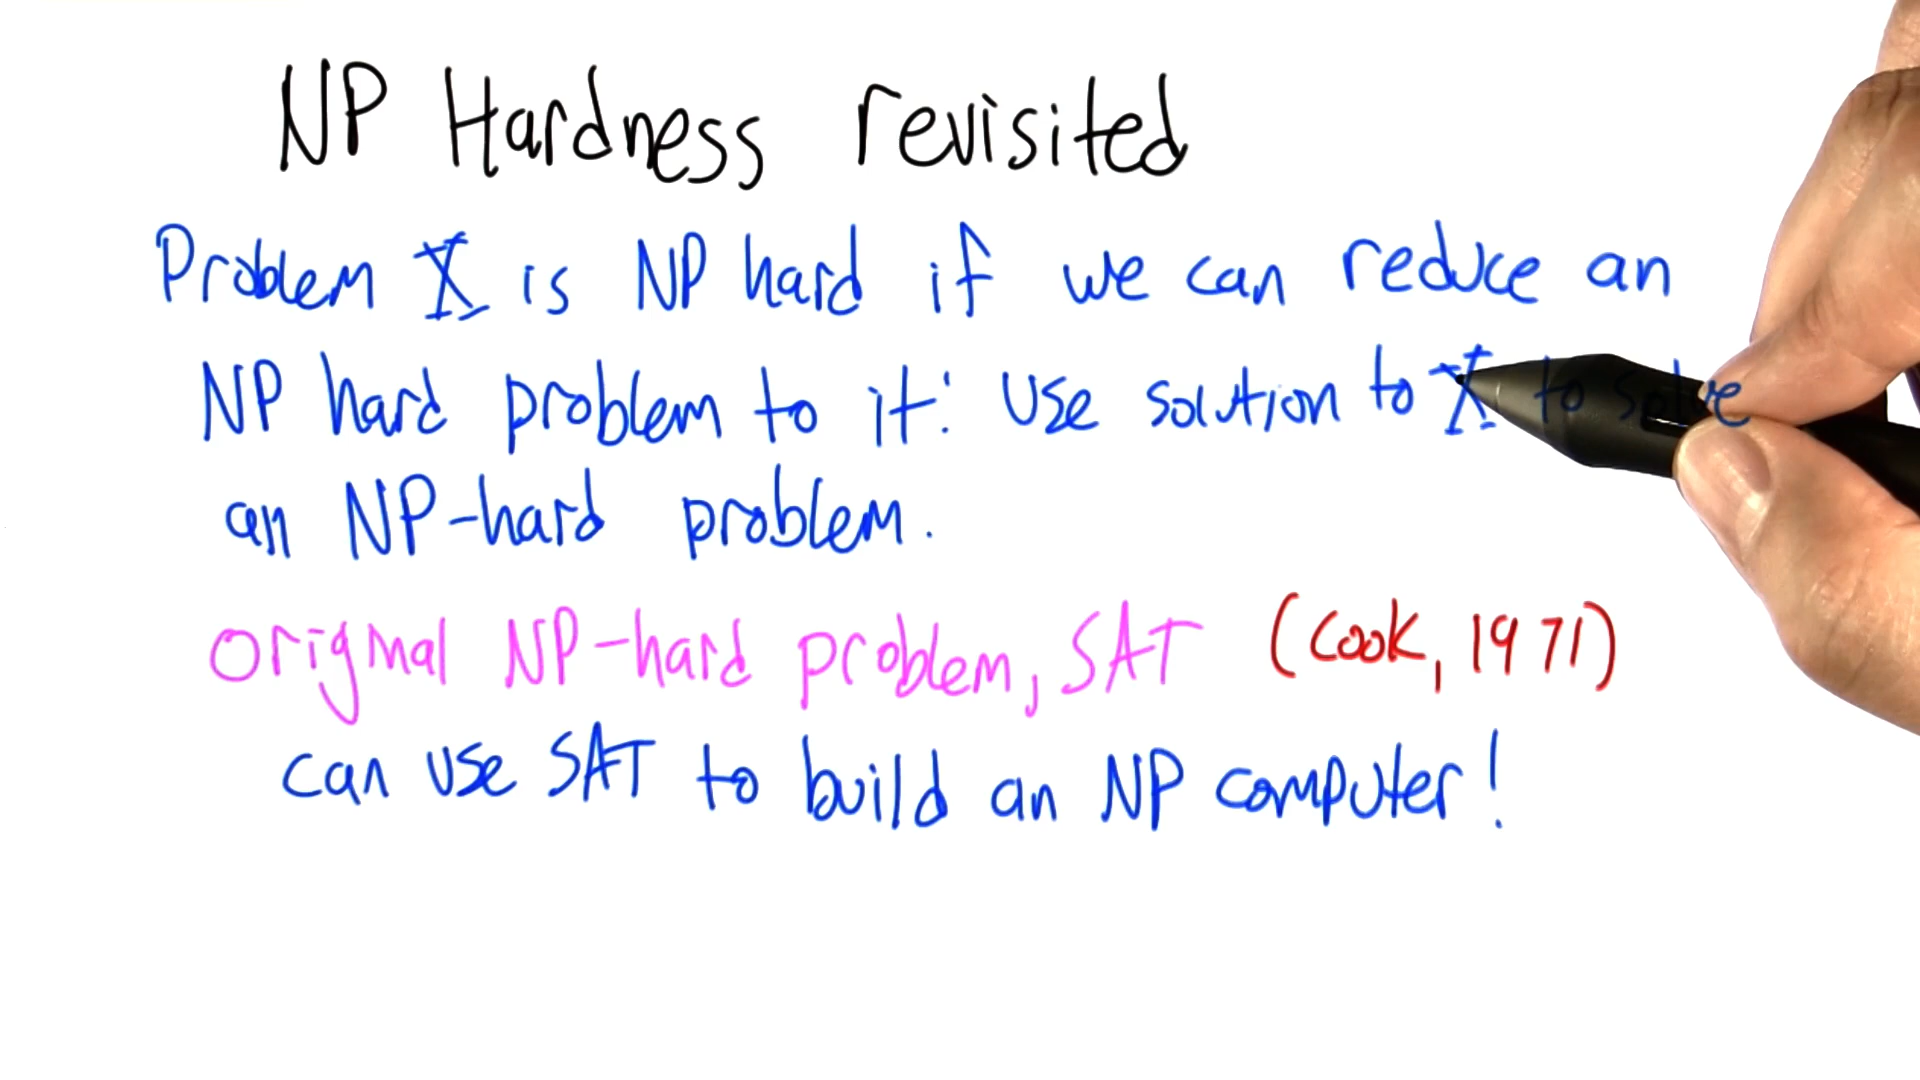 NP Hardness revisited
Problem X is NP hard if we can reduce an
NP hard problem to it: Use solution to X to solve
an NP-hard problem.
original NP-hard problem, SAT (Cook, 1971)
can use SAT to build an NP computer!